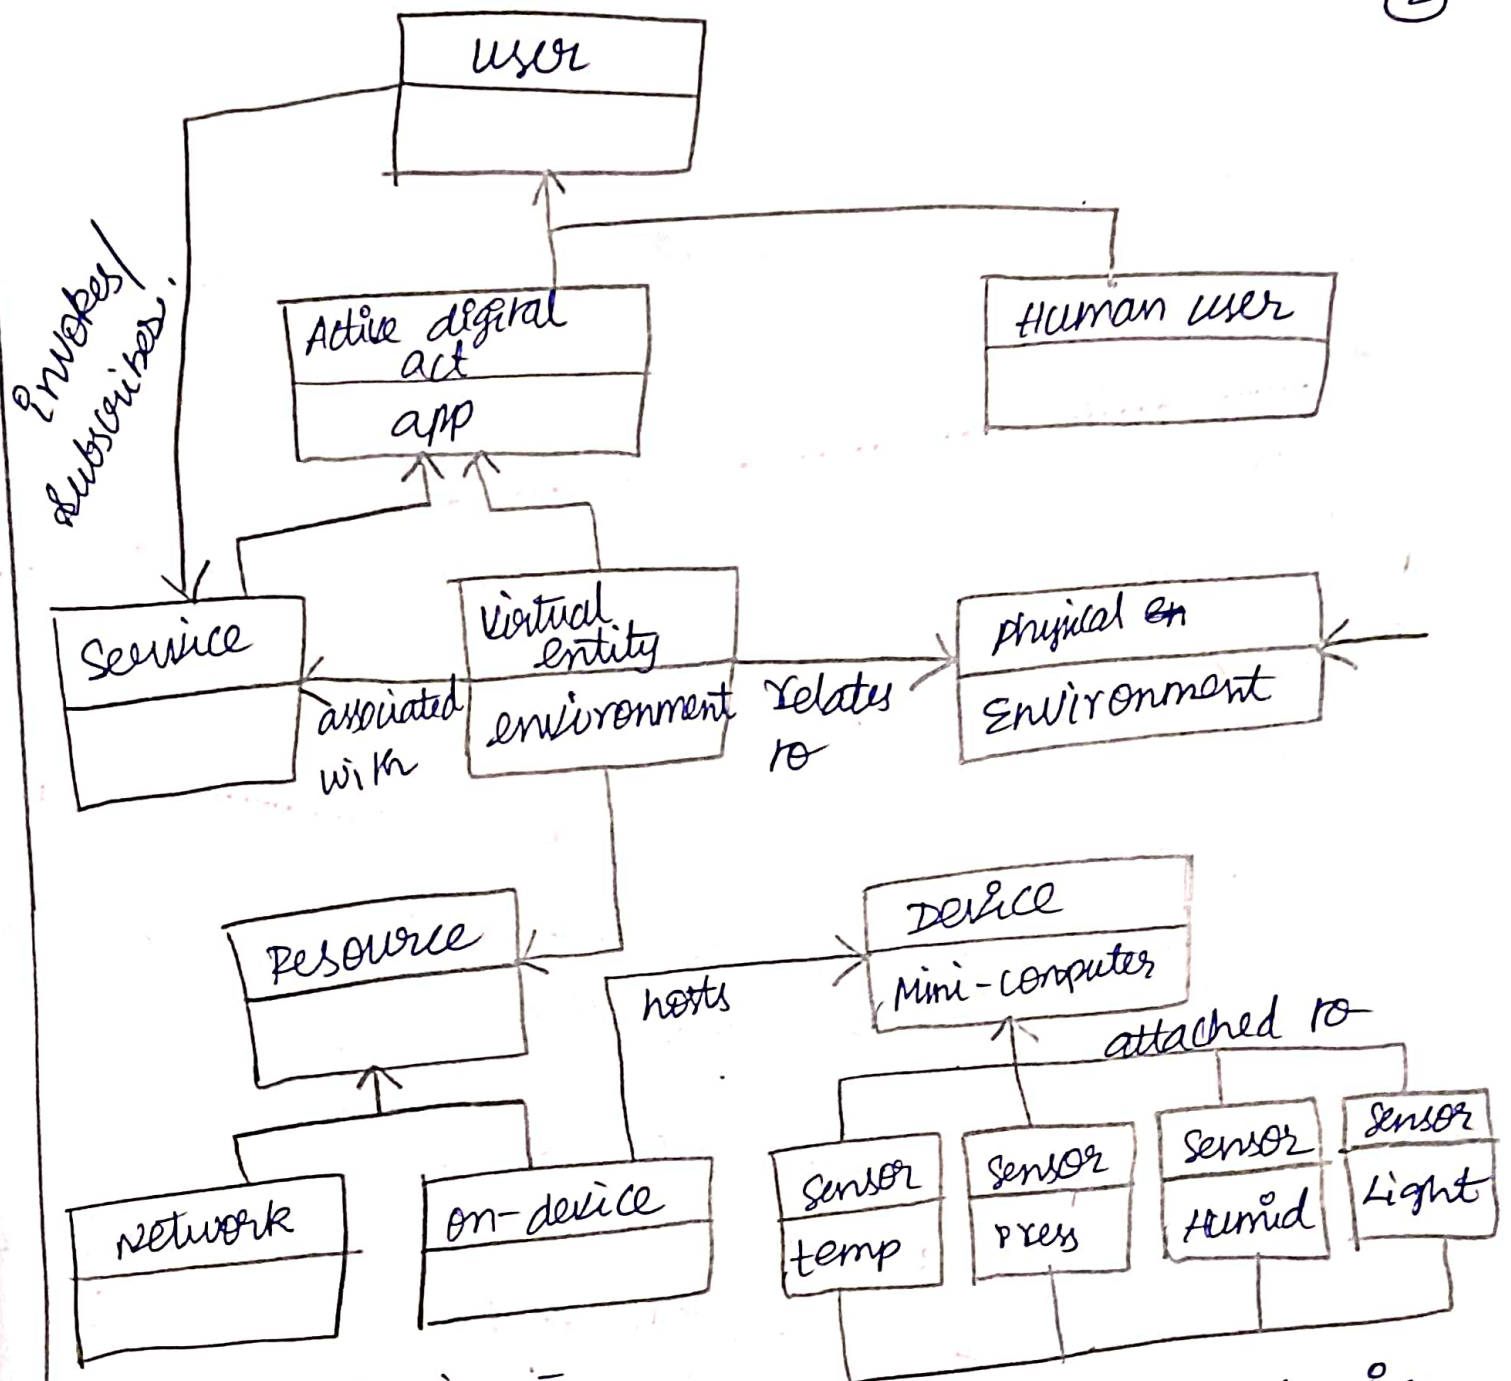 User
Invokes/
Subscribes.
Active digital
act
app
Human user
Service
associated
with
Virtual
entity
environment
relates
to
Physical en
Environment
Resource
Device
Mini-computer
hosts
attached to
Network
on-device
Sensor
temp
Sensor
Press
Sensor
Humid
Sensor
Light